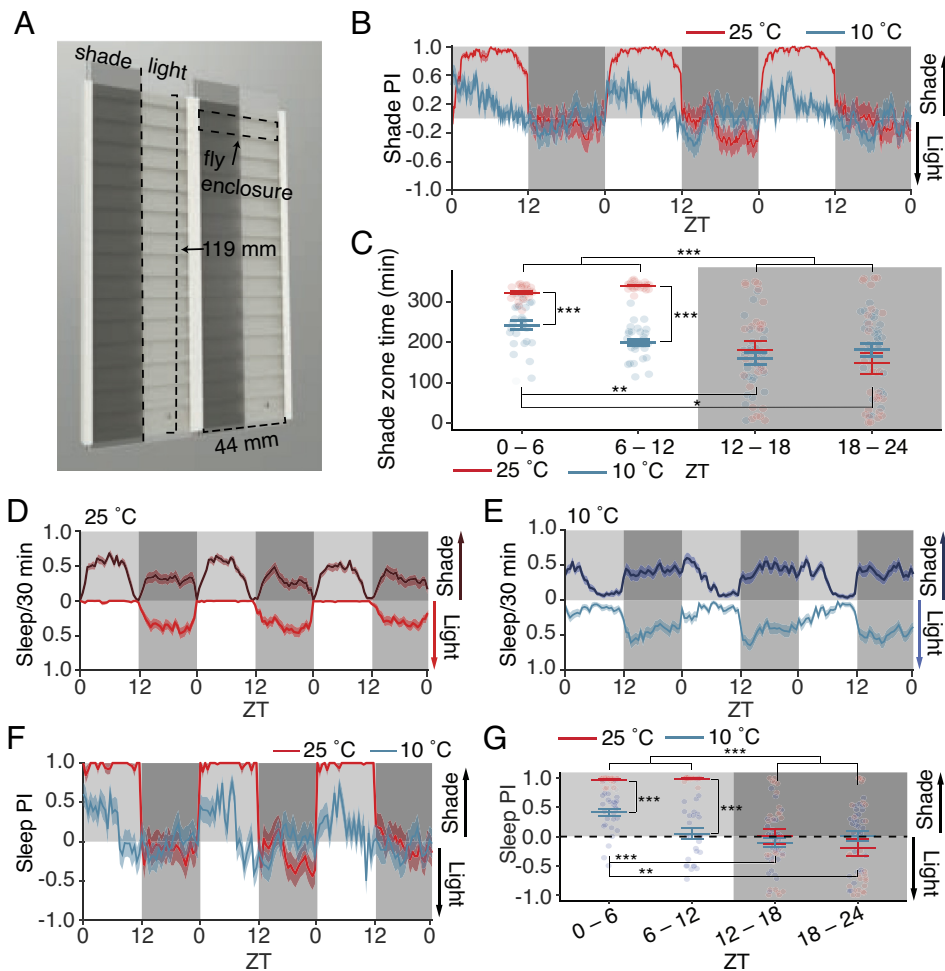 A
shade light
fly
enclosure
119 mm
44 mm
B
25 ˚C 10 ˚C
Shade PI
1.0
0.6
0.2
-0.2
-0.6
-1.0
0 12 0 12 0 12 0
ZT
Shade
Light
C
Shade zone time (min)
300
200
100
0
***
***
***
**
*
0 – 6 6 – 12 12 – 18 18 – 24
25 ˚C 10 ˚C ZT
D
25 ˚C
Sleep/30 min
1.0
0.5
0
0.5
1.0
0 12 0 12 0 12 0
ZT
Shade
Light
E
10 ˚C
Sleep/30 min
1.0
0.5
0
0.5
1.0
0 12 0 12 0 12 0
ZT
Shade
Light
F
25 ˚C 10 ˚C
Sleep PI
1.0
0.5
0
-0.5
-1.0
0 12 0 12 0 12 0
ZT
Shade
Light
G
25 ˚C 10 ˚C
Sleep PI
1.0
0.5
0.0
-0.5
-1.0
***
***
***
***
**
0 – 6 6 – 12 12 – 18 18 – 24
ZT
Shade
Light